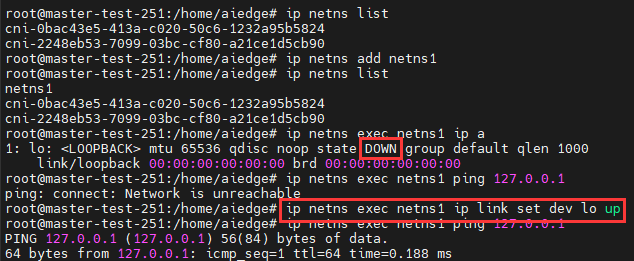 root@master-test-251:/home/aiedge# ip netns list
cni-0bac43e5-413a-c020-50c6-1232a95b5824
cni-2248eb53-7099-03bc-cf80-a21ce1d5cb90
root@master-test-251:/home/aiedge# ip netns add netns1
root@master-test-251:/home/aiedge# ip netns list
netns1
cni-0bac43e5-413a-c020-50c6-1232a95b5824
cni-2248eb53-7099-03bc-cf80-a21ce1d5cb90
root@master-test-251:/home/aiedge# ip netns exec netns1 ip a
1: lo: <LOOPBACK> mtu 65536 qdisc noop state DOWN group default qlen 1000
    link/loopback 00:00:00:00:00:00 brd 00:00:00:00:00:00
root@master-test-251:/home/aiedge# ip netns exec netns1 ping 127.0.0.1
ping: connect: Network is unreachable
root@master-test-251:/home/aiedge# ip netns exec netns1 ip link set dev lo up
root@master-test-251:/home/aiedge# ip netns exec netns1 ping 127.0.0.1
PING 127.0.0.1 (127.0.0.1) 56(84) bytes of data.
64 bytes from 127.0.0.1: icmp_seq=1 ttl=64 time=0.188 ms